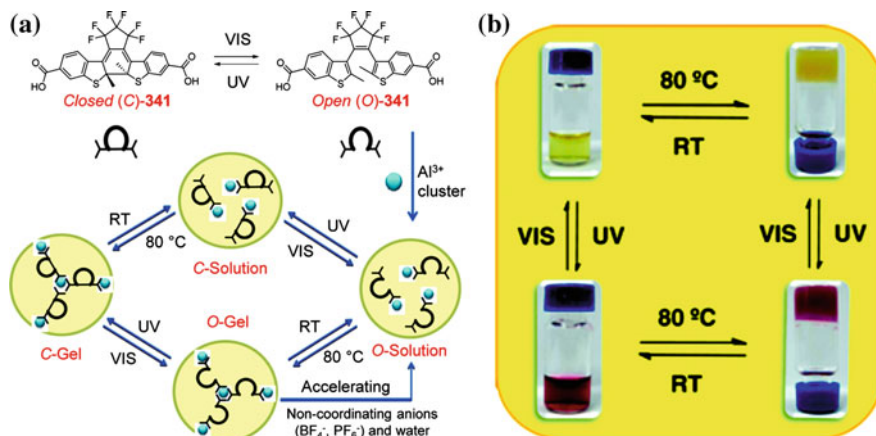 (a)
F F F F F F
VIS
UV
F F F F F F
O HO S S O OH
O HO S S O OH
Closed (C)-341
Open (O)-341
Al3+
cluster
RT
80 °C
C-Solution
UV
VIS
C-Gel
UV
VIS
O-Gel
RT
80 °C
O-Solution
Accelerating
Non-coordinating anions
(BF4-, PF6-) and water
(b)
80 ºC
RT
VIS UV
VIS UV
80 ºC
RT